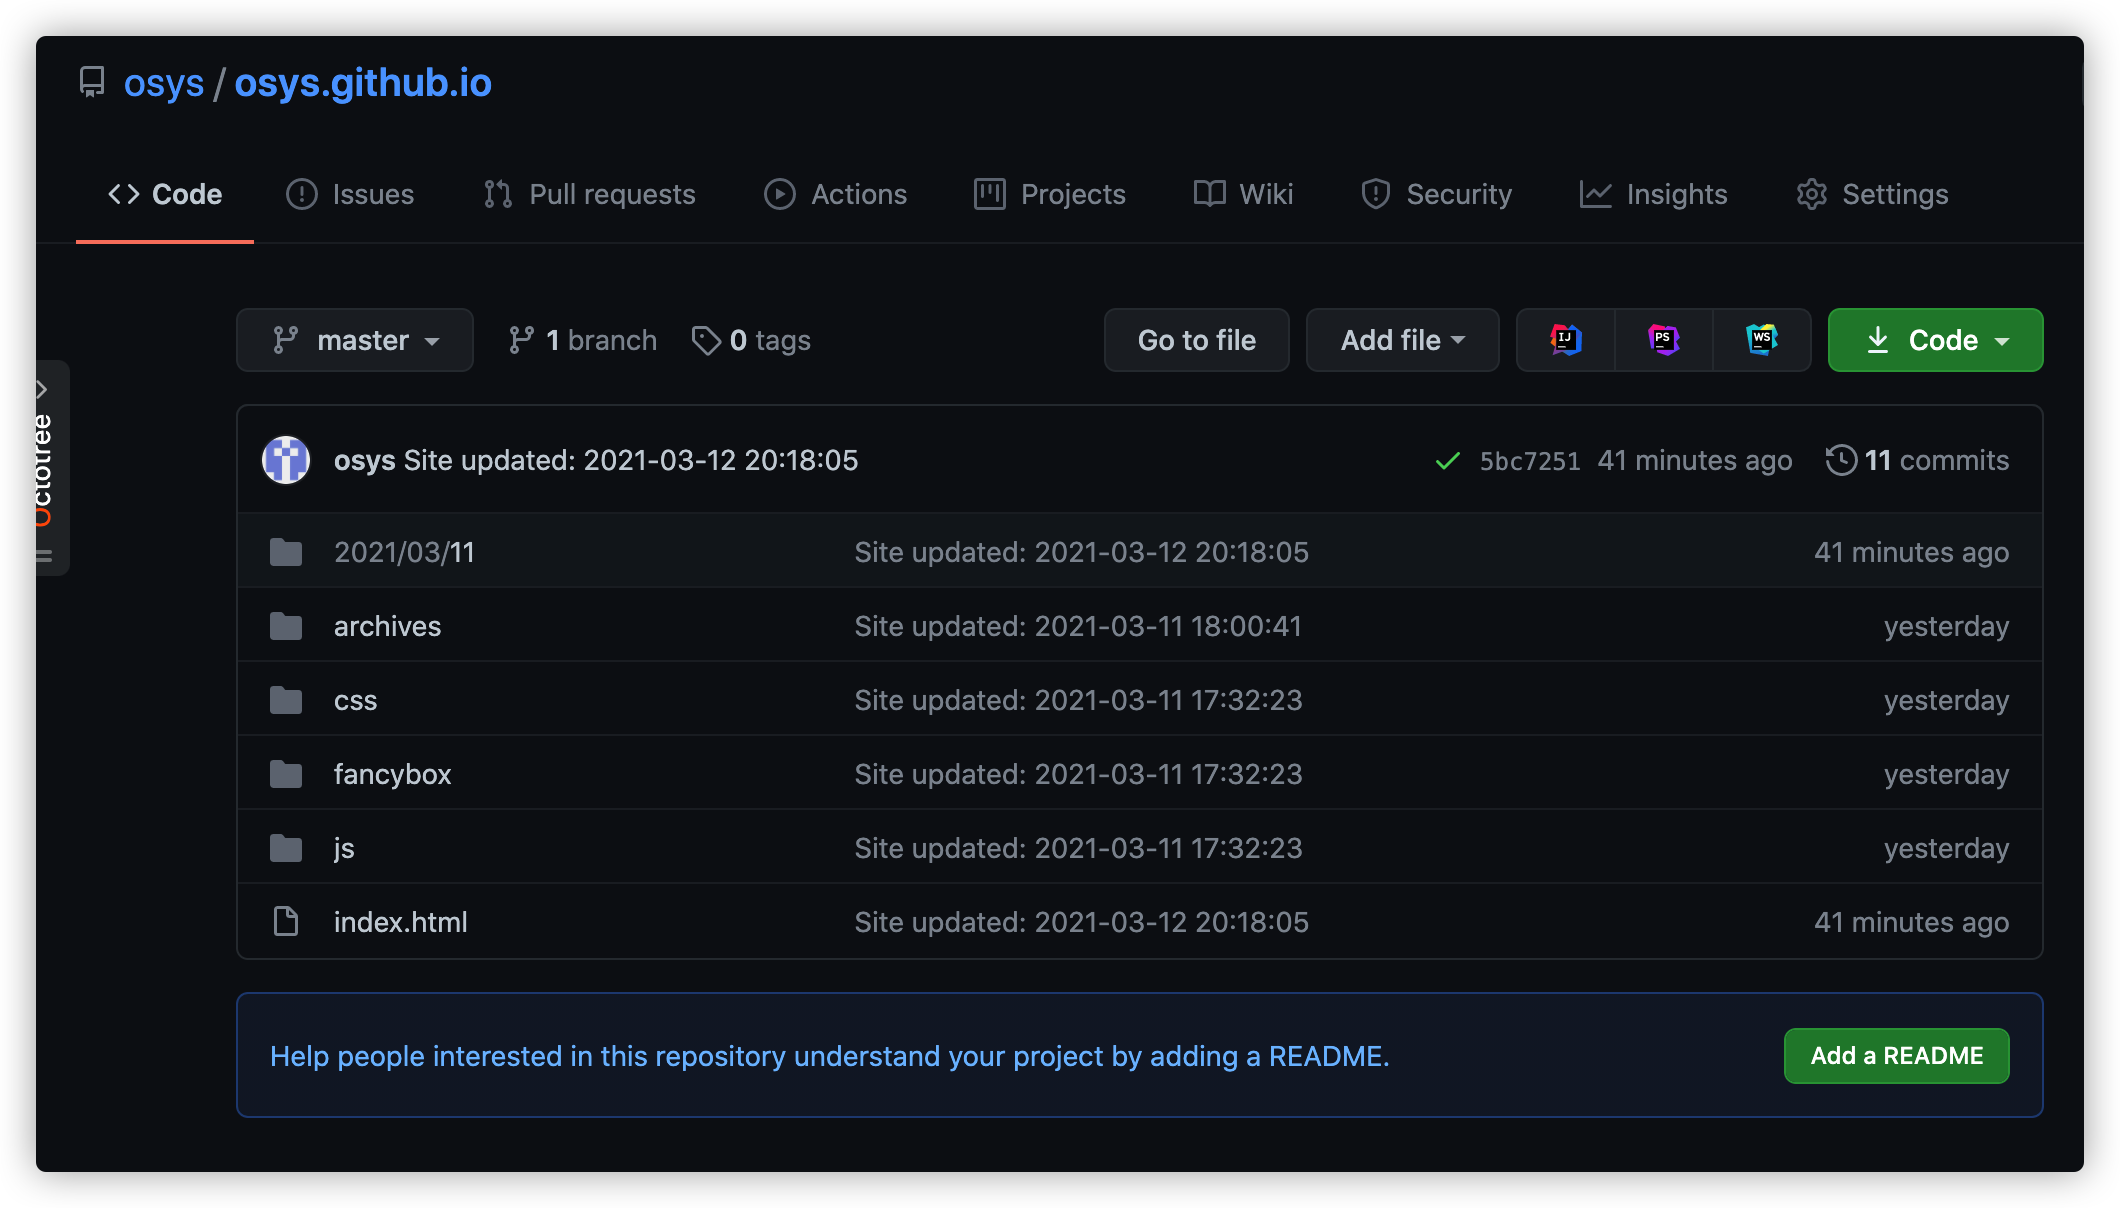 osys / osys.github.io
Code Issues Pull requests Actions Projects Wiki Security Insights Settings
master 1 branch 0 tags Go to file Add file IJ PS WS Code
Octotree
osys Site updated: 2021-03-12 20:18:05 5bc7251 41 minutes ago 11 commits
2021/03/11 Site updated: 2021-03-12 20:18:05 41 minutes ago
archives Site updated: 2021-03-11 18:00:41 yesterday
css Site updated: 2021-03-11 17:32:23 yesterday
fancybox Site updated: 2021-03-11 17:32:23 yesterday
js Site updated: 2021-03-11 17:32:23 yesterday
index.html Site updated: 2021-03-12 20:18:05 41 minutes ago
Help people interested in this repository understand your project by adding a README. Add a README